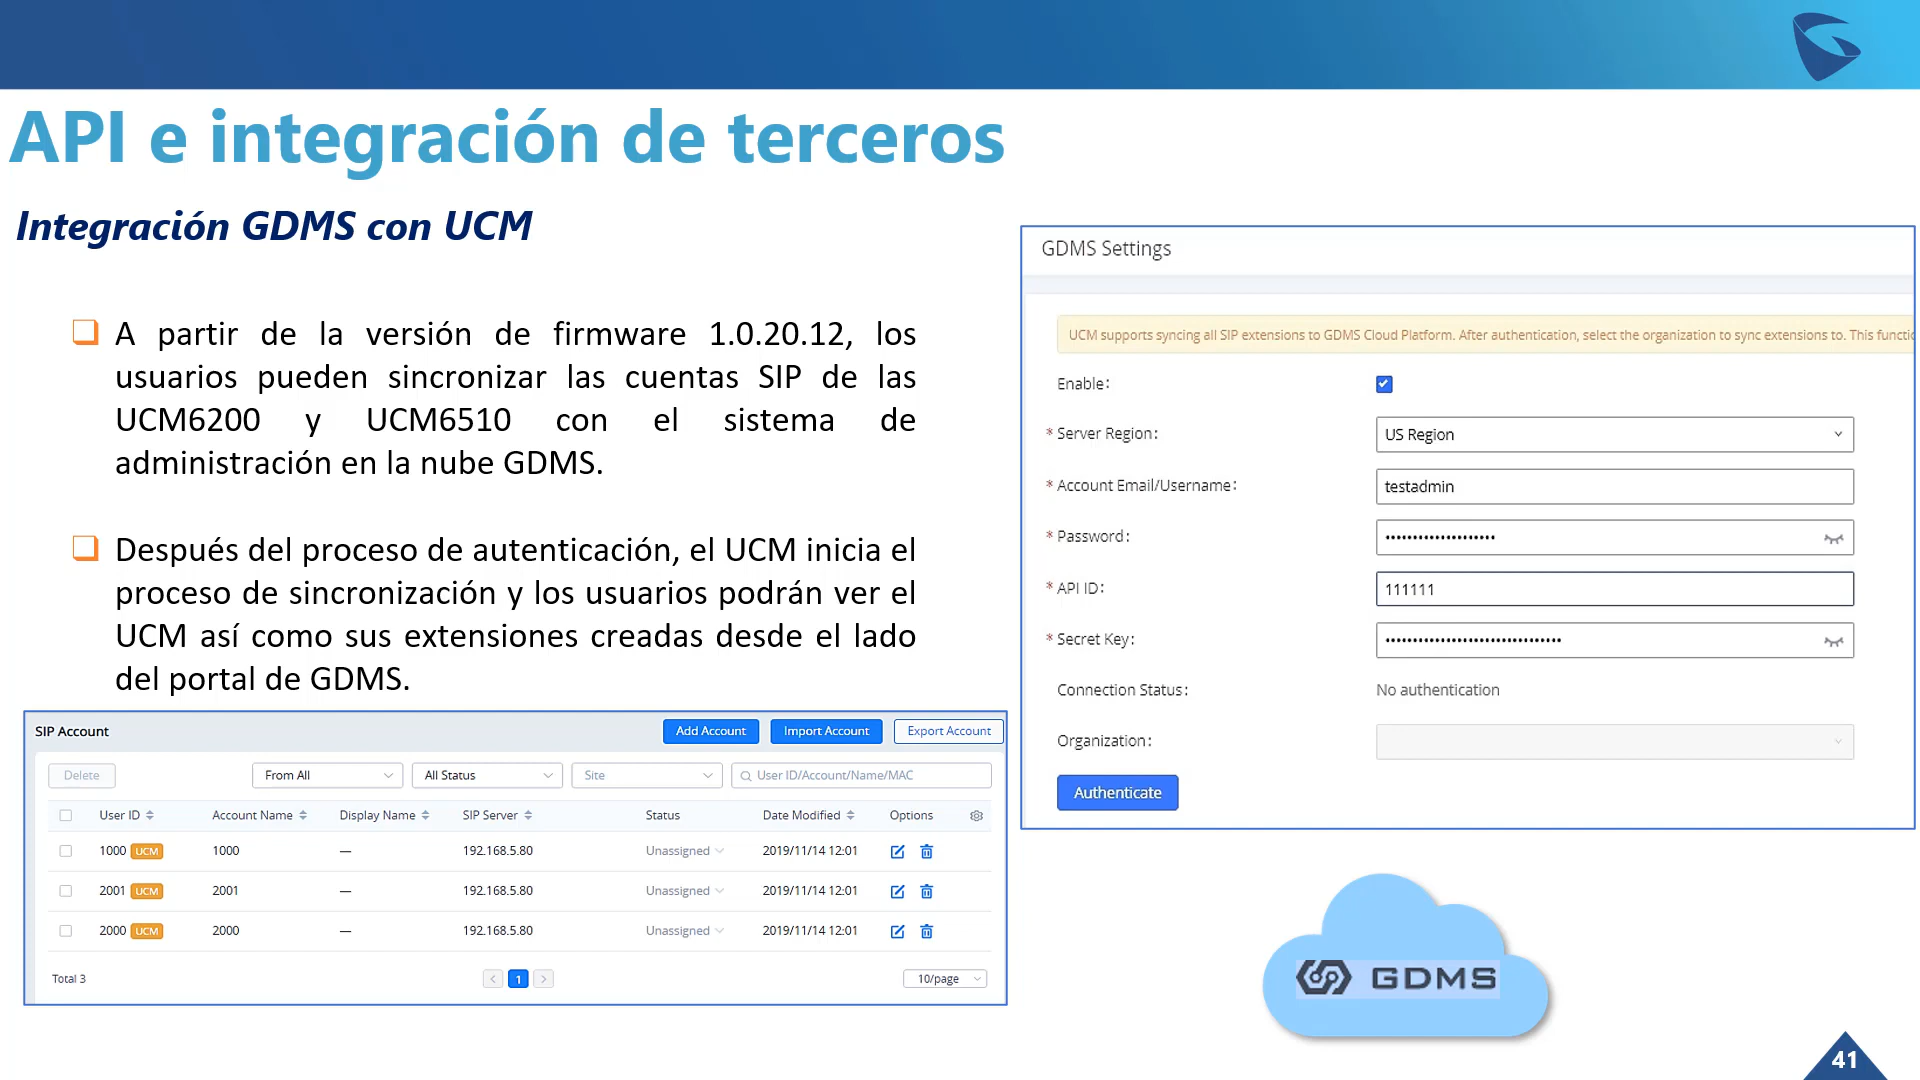 API e integración de terceros
Integración GDMS con UCM
A partir de la versión de firmware 1.0.20.12, los
usuarios pueden sincronizar las cuentas SIP de las
UCM6200 y UCM6510 con el sistema de
administración en la nube GDMS.
Después del proceso de autenticación, el UCM inicia el
proceso de sincronización y los usuarios podrán ver el
UCM así como sus extensiones creadas desde el lado
del portal de GDMS.
SIP Account Add Account Import Account Export Account
Delete From All All Status Site User ID/Account/Name/MAC
User ID Account Name Display Name SIP Server Status Date Modified Options
1000 UCM 1000 — 192.168.5.80 Unassigned 2019/11/14 12:01
2001 UCM 2001 — 192.168.5.80 Unassigned 2019/11/14 12:01
2000 UCM 2000 — 192.168.5.80 Unassigned 2019/11/14 12:01
Total 3 < 1 > 10/page
GDMS Settings
UCM supports syncing all SIP extensions to GDMS Cloud Platform. After authentication, select the organization to sync extensions to. This
Enable:
* Server Region: US Region
* Account Email/Username: testadmin
* Password: ••••••••••••••••••••
* API ID: 111111
* Secret Key: ••••••••••••••••••••••••••••••••
Connection Status: No authentication
Organization:
Authenticate
GDMS
41